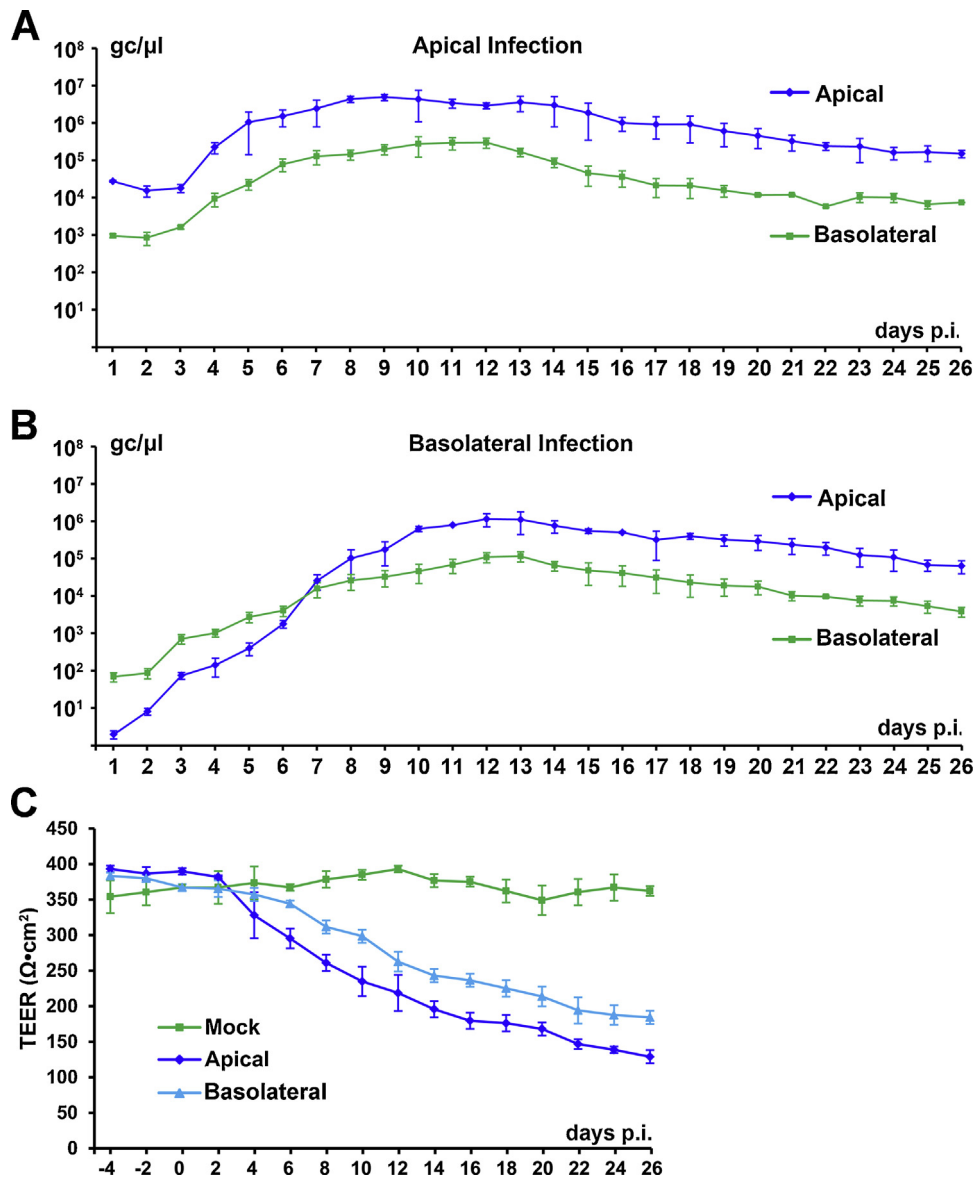 A
gc/µl
Apical Infection
10⁸
10⁷
10⁶
10⁵
10⁴
10³
10²
10¹
Apical
Basolateral
days p.i.
1 2 3 4 5 6 7 8 9 10 11 12 13 14 15 16 17 18 19 20 21 22 23 24 25 26
B
gc/µl
Basolateral Infection
10⁸
10⁷
10⁶
10⁵
10⁴
10³
10²
10¹
Apical
Basolateral
days p.i.
1 2 3 4 5 6 7 8 9 10 11 12 13 14 15 16 17 18 19 20 21 22 23 24 25 26
C
TEER (Ω•cm²)
450
400
350
300
250
200
150
100
50
0
Mock
Apical
Basolateral
days p.i.
-4 -2 0 2 4 6 8 10 12 14 16 18 20 22 24 26